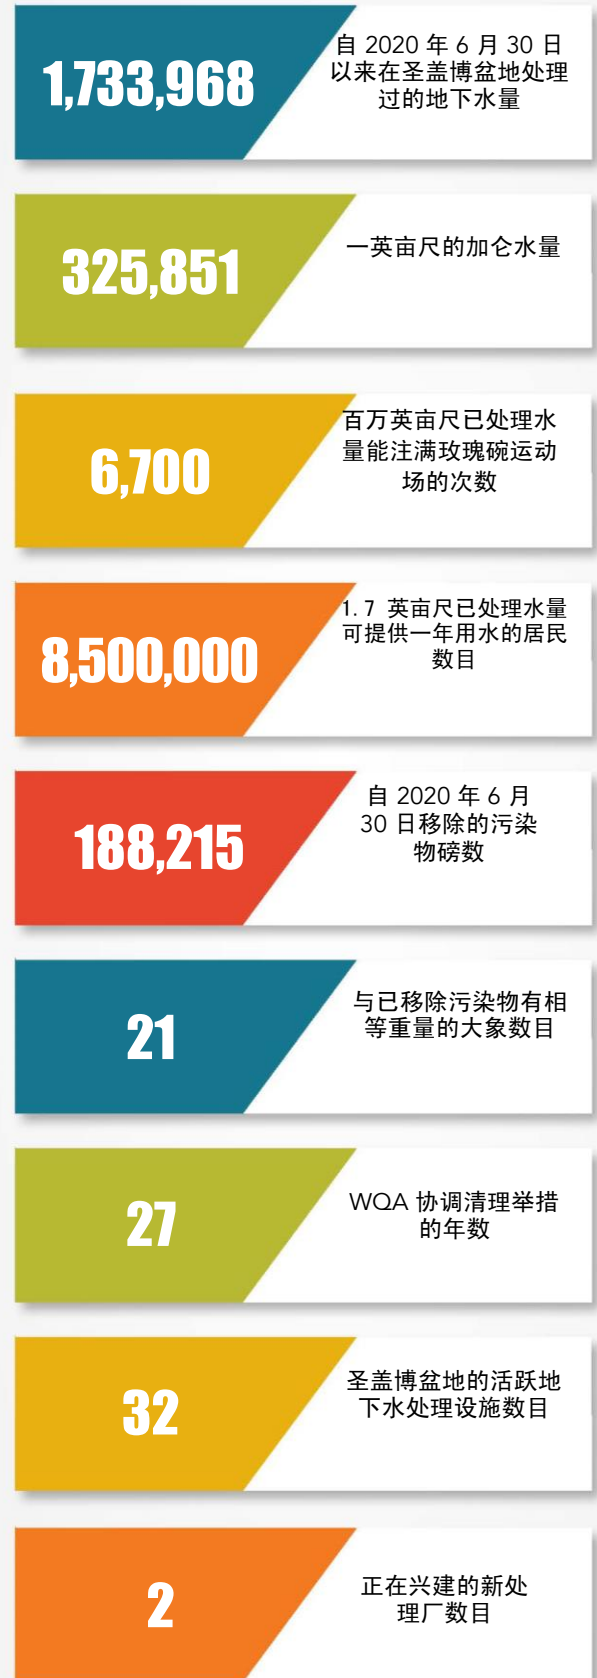 1,733,968
自 2020 年 6 月 30 日
以来在圣盖博盆地处理
过的地下水量
325,851
一英亩尺的加仑水量
6,700
百万英亩尺已处理水
量能注满玫瑰碗运动
场的次数
8,500,000
1.7 英亩尺已处理水量
可提供一年用水的居民
数目
188,215
自 2020 年 6 月
30 日移除的污染
物磅数
21
与已移除污染物有相
等重量的大象数目
27
WQA 协调清理举措
的年数
32
圣盖博盆地的活跃地
下水处理设施数目
2
正在兴建的新处
理厂数目